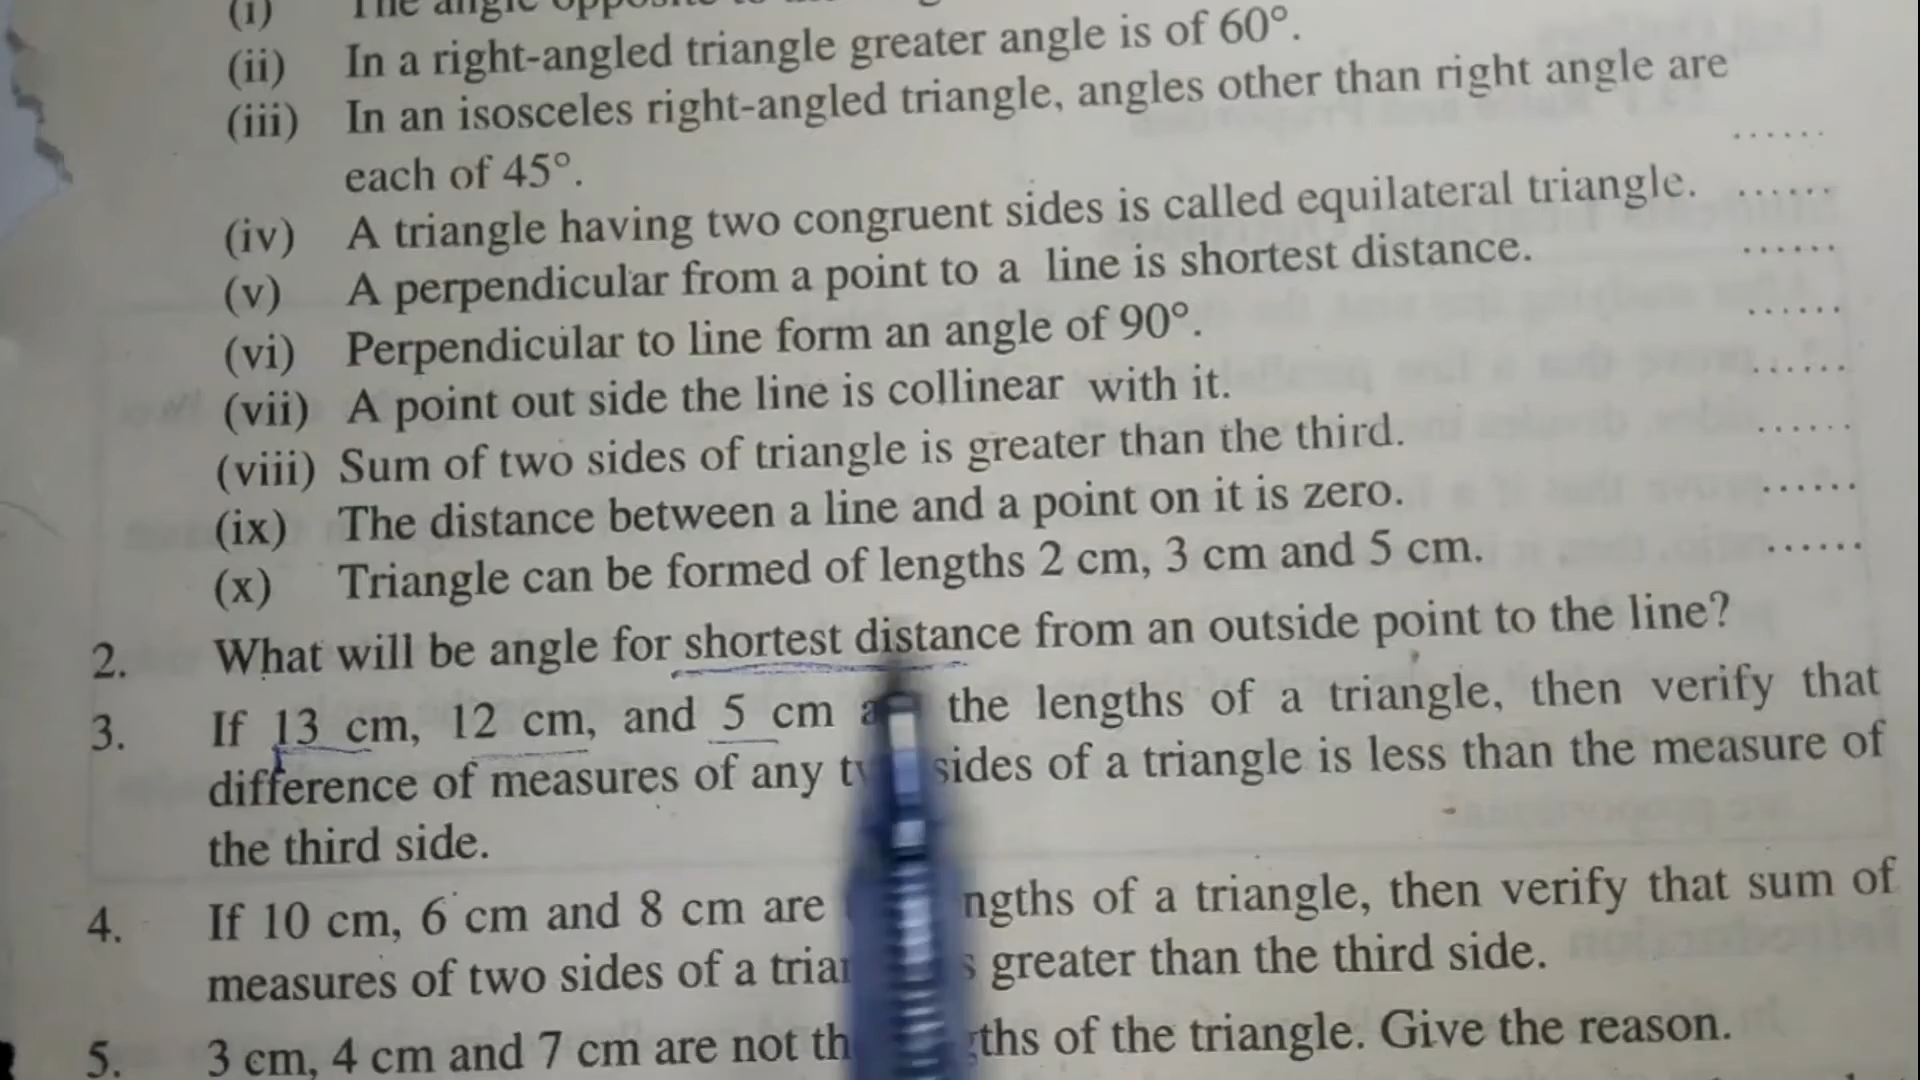 (i) The angle
(ii) In a right-angled triangle greater angle is of 60°.
(iii) In an isosceles right-angled triangle, angles other than right angle are
each of 45°. ......
(iv) A triangle having two congruent sides is called equilateral triangle. ......
(v) A perpendicular from a point to a line is shortest distance. ......
(vi) Perpendicular to line form an angle of 90°. ......
(vii) A point out side the line is collinear with it. ......
(viii) Sum of two sides of triangle is greater than the third. ......
(ix) The distance between a line and a point on it is zero. ......
(x) Triangle can be formed of lengths 2 cm, 3 cm and 5 cm. ......
2. What will be angle for shortest distance from an outside point to the line?
3. If 13 cm, 12 cm, and 5 cm the lengths of a triangle, then verify that
difference of measures of any sides of a triangle is less than the measure of
the third side.
4. If 10 cm, 6 cm and 8 cm are of a triangle, then verify that sum of
measures of two sides of a greater than the third side.
5. 3 cm, 4 cm and 7 cm are not of the triangle. Give the reason.